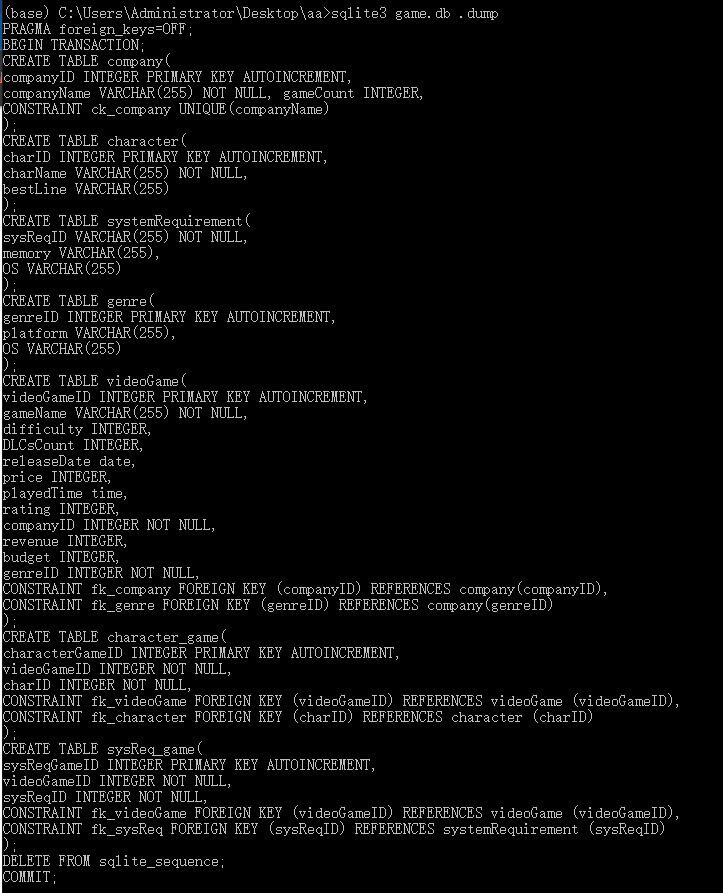 (base) C:\Users\Administrator\Desktop\aa>sqlite3 game.db .dump
PRAGMA foreign_keys=OFF;
BEGIN TRANSACTION;
CREATE TABLE company(
companyID INTEGER PRIMARY KEY AUTOINCREMENT,
companyName VARCHAR(255) NOT NULL, gameCount INTEGER,
CONSTRAINT ck_company UNIQUE(companyName)
);
CREATE TABLE character(
charID INTEGER PRIMARY KEY AUTOINCREMENT,
charName VARCHAR(255) NOT NULL,
bestLine VARCHAR(255)
);
CREATE TABLE systemRequirement(
sysReqID VARCHAR(255) NOT NULL,
memory VARCHAR(255),
OS VARCHAR(255)
);
CREATE TABLE genre(
genreID INTEGER PRIMARY KEY AUTOINCREMENT,
platform VARCHAR(255),
OS VARCHAR(255)
);
CREATE TABLE videoGame(
videoGameID INTEGER PRIMARY KEY AUTOINCREMENT,
gameName VARCHAR(255) NOT NULL,
difficulty INTEGER,
DLCsCount INTEGER,
releaseDate date,
price INTEGER,
playedTime time,
rating INTEGER,
companyID INTEGER NOT NULL,
revenue INTEGER,
budget INTEGER,
genreID INTEGER NOT NULL,
CONSTRAINT fk_company FOREIGN KEY (companyID) REFERENCES company(companyID),
CONSTRAINT fk_genre FOREIGN KEY (genreID) REFERENCES company(genreID)
);
CREATE TABLE character_game(
characterGameID INTEGER PRIMARY KEY AUTOINCREMENT,
videoGameID INTEGER NOT NULL,
charID INTEGER NOT NULL,
CONSTRAINT fk_videoGame FOREIGN KEY (videoGameID) REFERENCES videoGame (videoGameID),
CONSTRAINT fk_character FOREIGN KEY (charID) REFERENCES character (charID)
);
CREATE TABLE sysReq_game(
sysReqGameID INTEGER PRIMARY KEY AUTOINCREMENT,
videoGameID INTEGER NOT NULL,
sysReqID INTEGER NOT NULL,
CONSTRAINT fk_videoGame FOREIGN KEY (videoGameID) REFERENCES videoGame (videoGameID),
CONSTRAINT fk_sysReq FOREIGN KEY (sysReqID) REFERENCES systemRequirement (sysReqID)
);
DELETE FROM sqlite_sequence;
COMMIT;